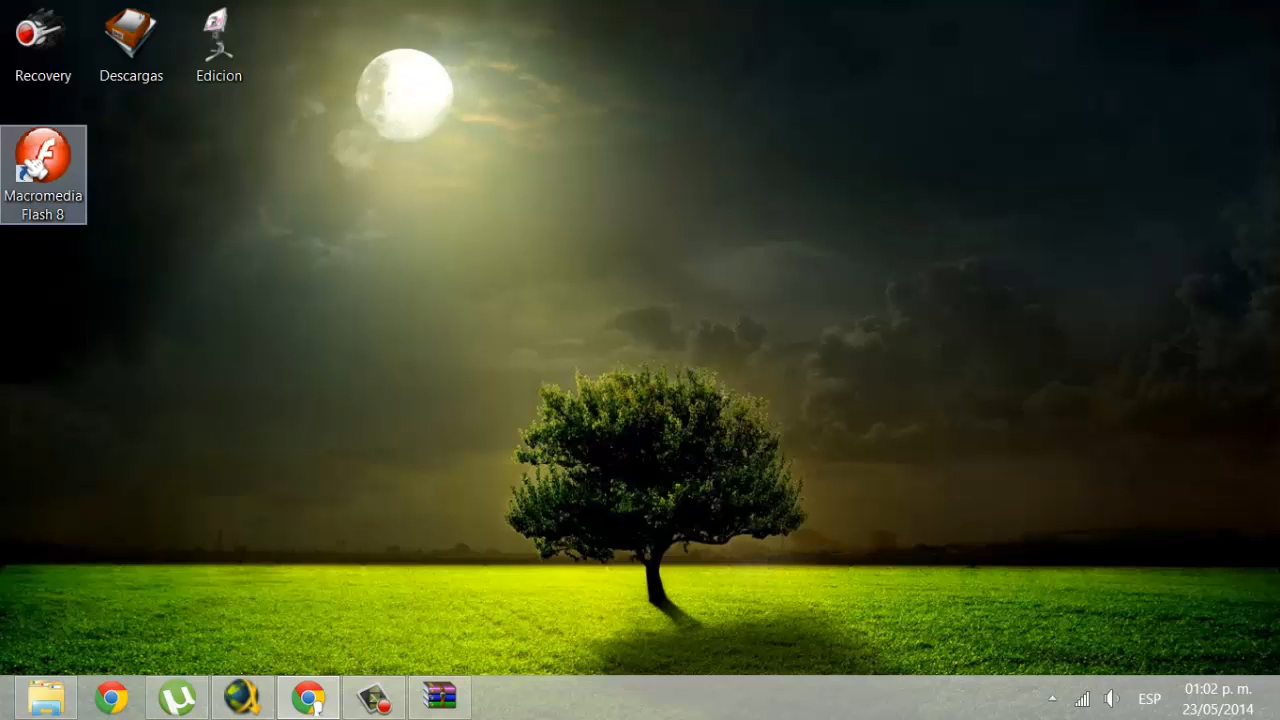 Recovery
Descargas
Edicion
Macromedia
Flash 8
ESP
01:02 p. m.
23/05/2014